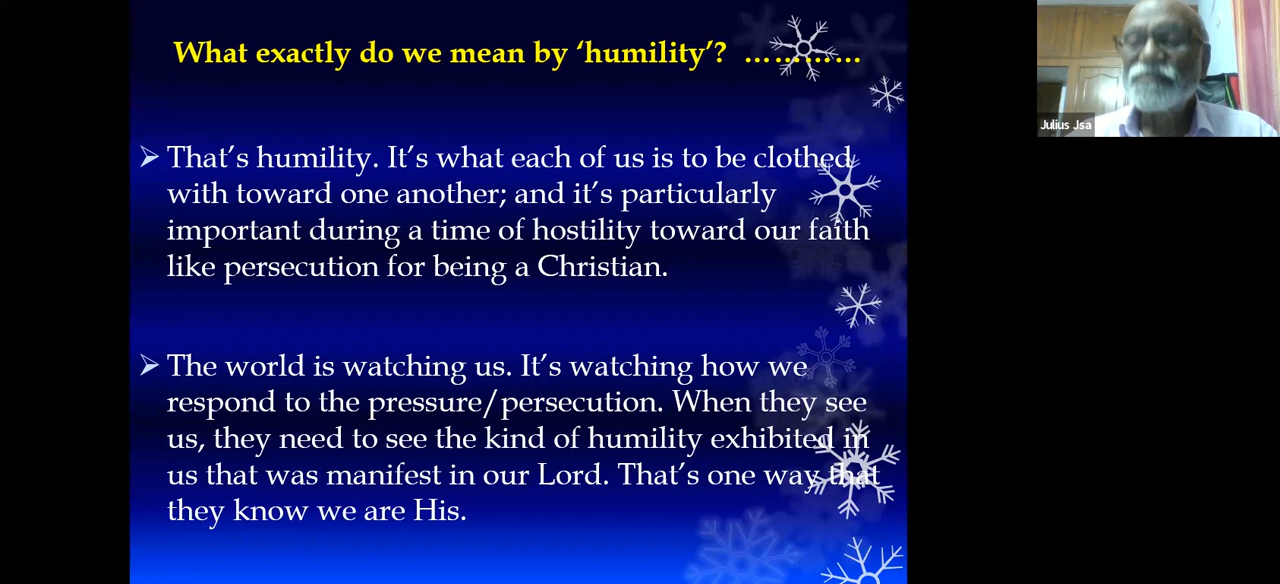 What exactly do we mean by ‘humility’? …………
➢ That’s humility. It’s what each of us is to be clothed
with toward one another; and it’s particularly
important during a time of hostility toward our faith
like persecution for being a Christian.
➢ The world is watching us. It’s watching how we
respond to the pressure/persecution. When they see
us, they need to see the kind of humility exhibited in
us that was manifest in our Lord. That’s one way that
they know we are His.
Julius Jsa